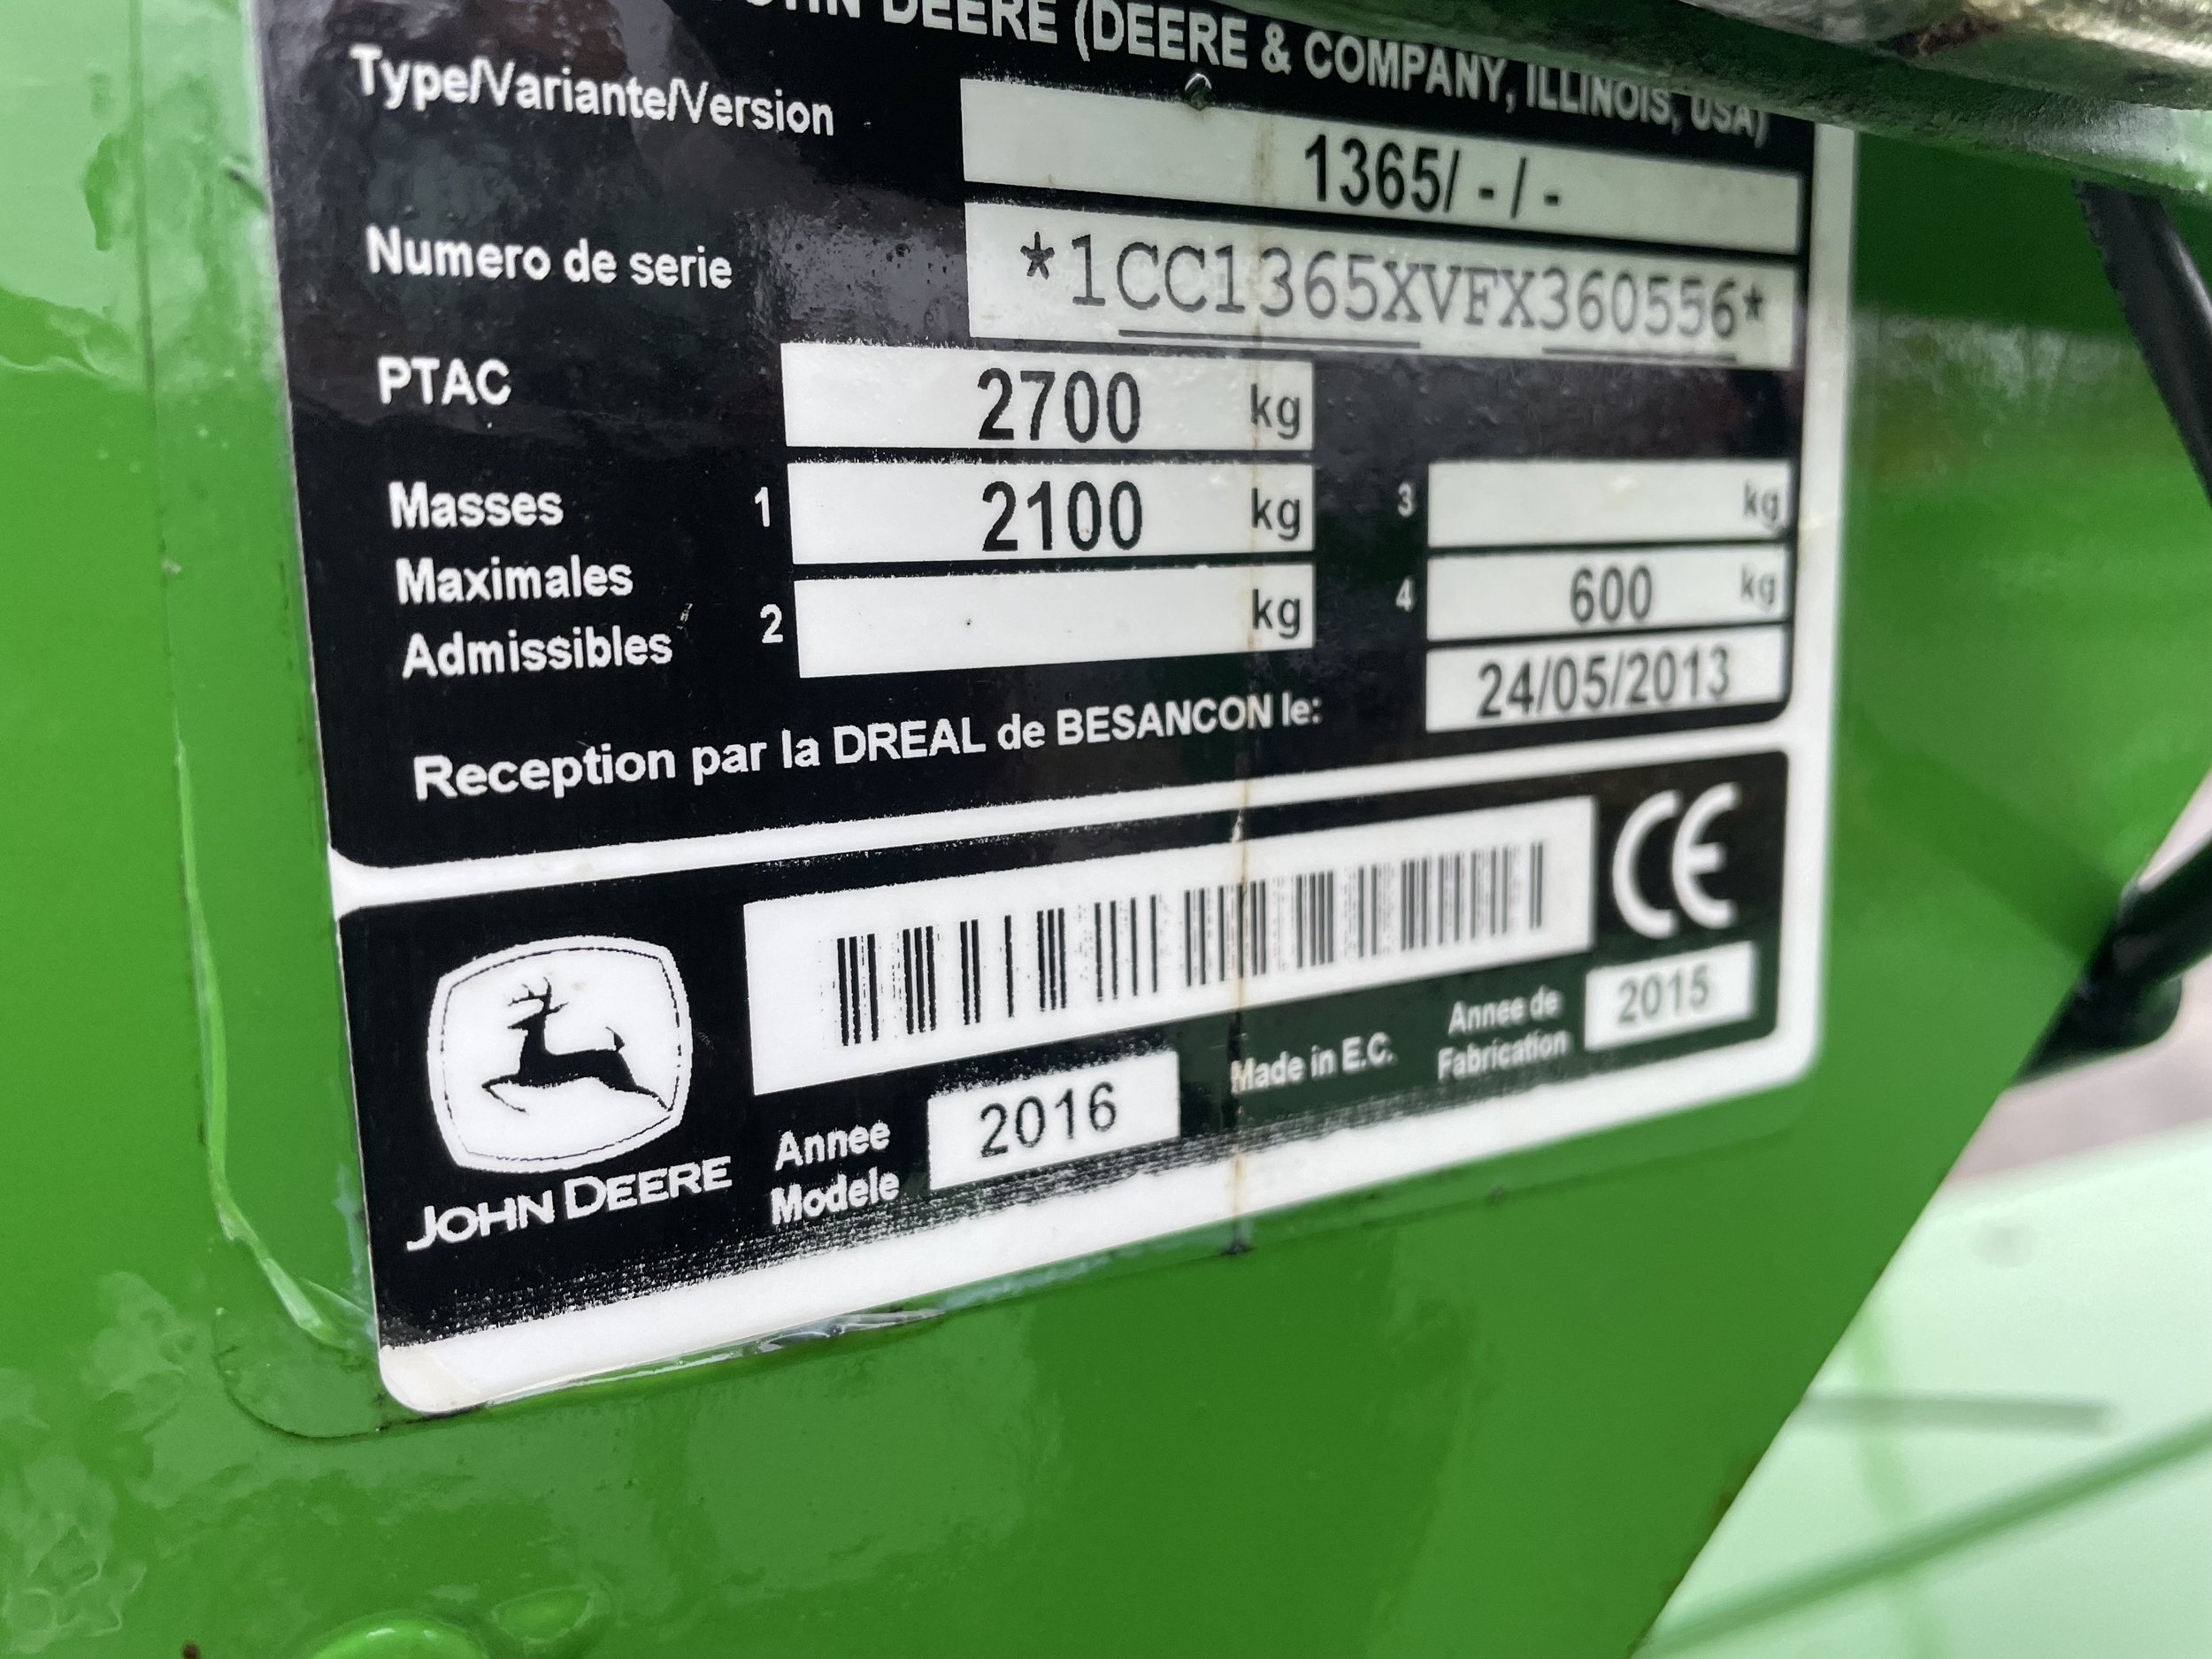 JOHN DEERE (DEERE & COMPANY, ILLINOIS, USA)
Type/Variante/Version 1365/ - / -
Numero de serie *1CC1365XVFX360556*
PTAC 2700 kg
Masses Maximales Admissibles
1 2100 kg 3 kg
2 kg 4 600 kg
Reception par la DREAL de BESANCON le: 24/05/2013
CE
JOHN DEERE
Annee Modele 2016
Made in E.C.
Annee de Fabrication 2015